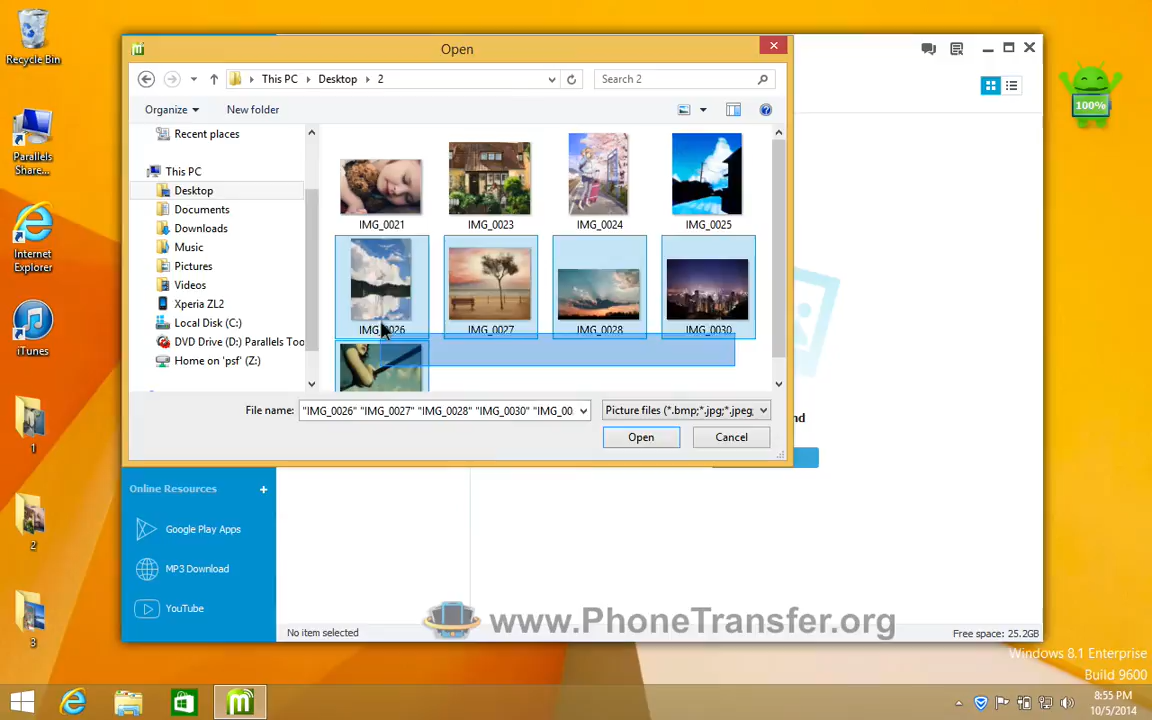 Recycle Bin
Parallels
Share...
Internet
Explorer
iTunes
1
2
3
Open
This PC
Desktop
2
Search 2
Organize
New folder
Recent places
This PC
Desktop
Documents
Downloads
Music
Pictures
Videos
Xperia ZL2
Local Disk (C:)
DVD Drive (D:) Parallels Too
Home on 'psf' (Z:)
IMG_0021
IMG_0023
IMG_0024
IMG_0025
IMG_0026
IMG_0027
IMG_0028
IMG_0030
File name:
"IMG_0026" "IMG_0027" "IMG_0028" "IMG_0030" "IMG_00
Picture files (*.bmp;*.jpg;*.jpeg,
Open
Cancel
100%
nd
Online Resources +
Google Play Apps
MP3 Download
YouTube
No item selected
www.PhoneTransfer.org
Free space: 25.2GB
Windows 8.1 Enterprise
Build 9600
8:55 PM
10/5/2014